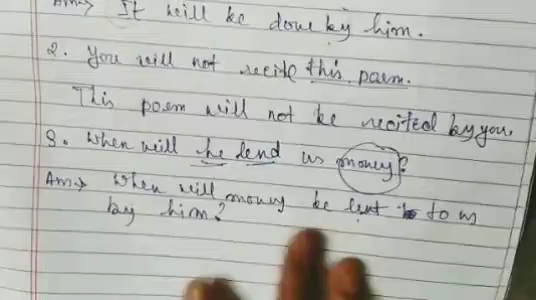 Ans→ It will be done by him.
2. You will not recite this poem.
This poem will not be recited by you.
3. When will he lend us money?
Ans→ When will money be lent to us
by him?